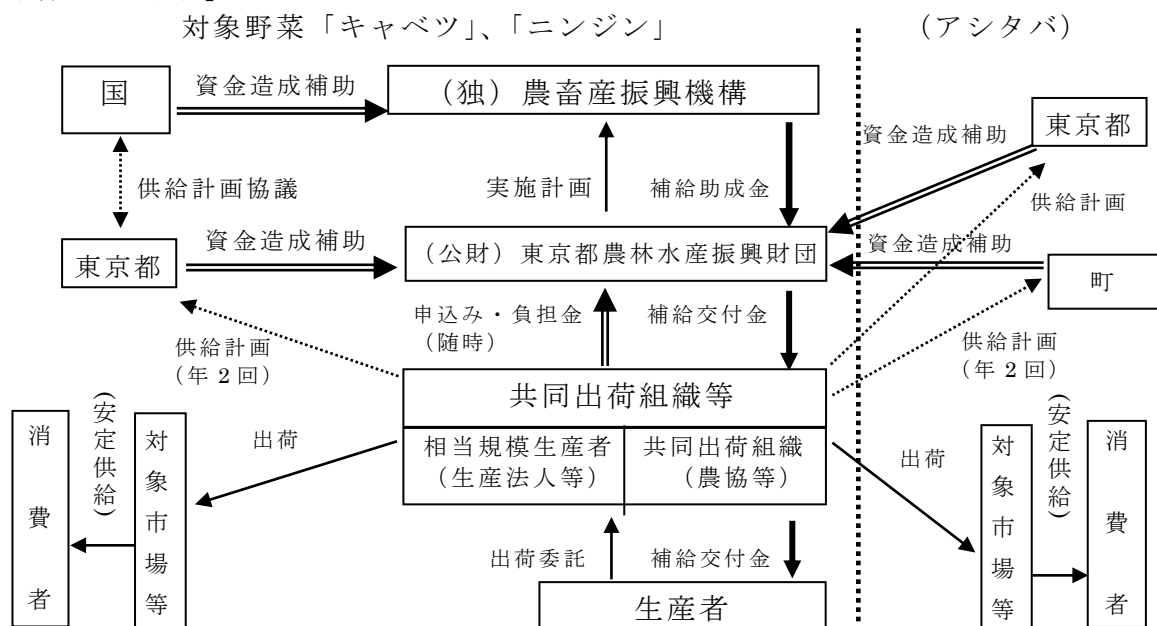 対象野菜「キャベツ」、「ニンジン」
(アシタバ)
国
資金造成補助
(独)農畜産振興機構
東京都
資金造成補助
供給計画協議
実施計画
補給助成金
供給計画
東京都
資金造成補助
(公財)東京都農林水産振興財団
資金造成補助
町
申込み・負担金
(随時)
補給交付金
供給計画
(年2回)
供給計画
(年2回)
共同出荷組織等
相当規模生産者
(生産法人等)
共同出荷組織
(農協等)
出荷
出荷
消費者
(安定供給)
対象市場等
対象市場等
(安定供給)
消費者
出荷委託
補給交付金
生産者